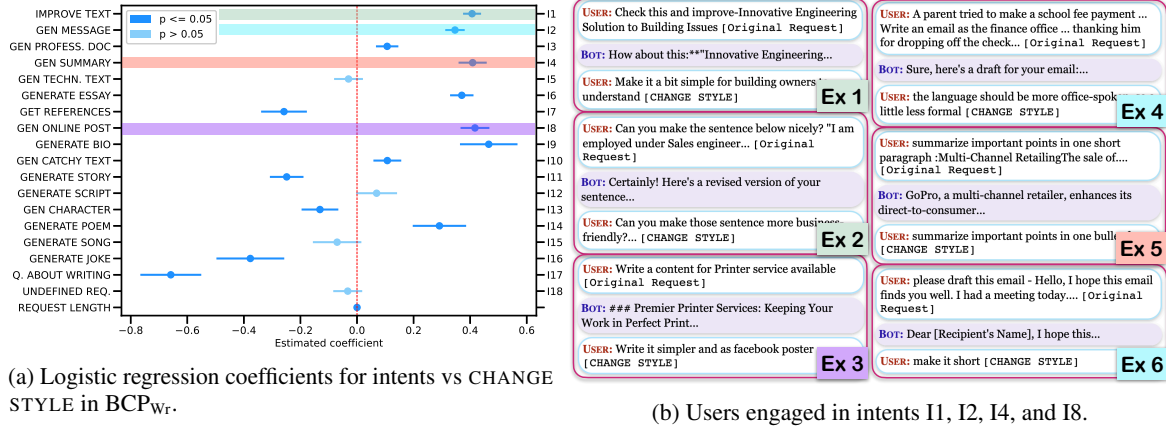 p <= 0.05
p > 0.05
IMPROVE TEXT I1
GEN MESSAGE I2
GEN PROFESS. DOC I3
GEN SUMMARY I4
GEN TECHN. TEXT I5
GENERATE ESSAY I6
GET REFERENCES I7
GEN ONLINE POST I8
GENERATE BIO I9
GEN CATCHY TEXT I10
GENERATE STORY I11
GENERATE SCRIPT I12
GEN CHARACTER I13
GENERATE POEM I14
GENERATE SONG I15
GENERATE JOKE I16
Q. ABOUT WRITING I17
UNDEFINED REQ. I18
REQUEST LENGTH
−0.8 −0.6 −0.4 −0.2 0.0 0.2 0.4 0.6
Estimated coefficient
(a) Logistic regression coefficients for intents vs CHANGE
STYLE in BCPWr.
USER: Check this and improve-Innovative Engineering
Solution to Building Issues [Original Request]
BOT: How about this:**"Innovative Engineering...
USER: Make it a bit simple for building owners to
understand [CHANGE STYLE]
Ex 1
USER: Can you make the sentence below nicely? "I am
employed under Sales engineer... [Original
Request]
BOT: Certainly! Here's a revised version of your
sentence...
USER: Can you make those sentence more business-
friendly?... [CHANGE STYLE]
Ex 2
USER: Write a content for Printer service available
[Original Request]
BOT: ### Premier Printer Services: Keeping Your
Work in Perfect Print...
USER: Write it simpler and as facebook poster
[CHANGE STYLE]
Ex 3
USER: A parent tried to make a school fee payment ...
Write an email as the finance office ... thanking him
for dropping off the check... [Original Request]
BOT: Sure, here's a draft for your email:...
USER: the language should be more office-spok
little less formal [CHANGE STYLE]
Ex 4
USER: summarize important points in one short
paragraph :Multi-Channel RetailingThe sale of....
[Original Request]
BOT: GoPro, a multi-channel retailer, enhances its
direct-to-consumer...
USER: summarize important points in one bulle
[CHANGE STYLE]
Ex 5
USER: please draft this email - Hello, I hope this email
finds you well. I had a meeting today.... [Original
Request]
BOT: Dear [Recipient's Name], I hope this...
USER: make it short [CHANGE STYLE]
Ex 6
(b) Users engaged in intents I1, I2, I4, and I8.